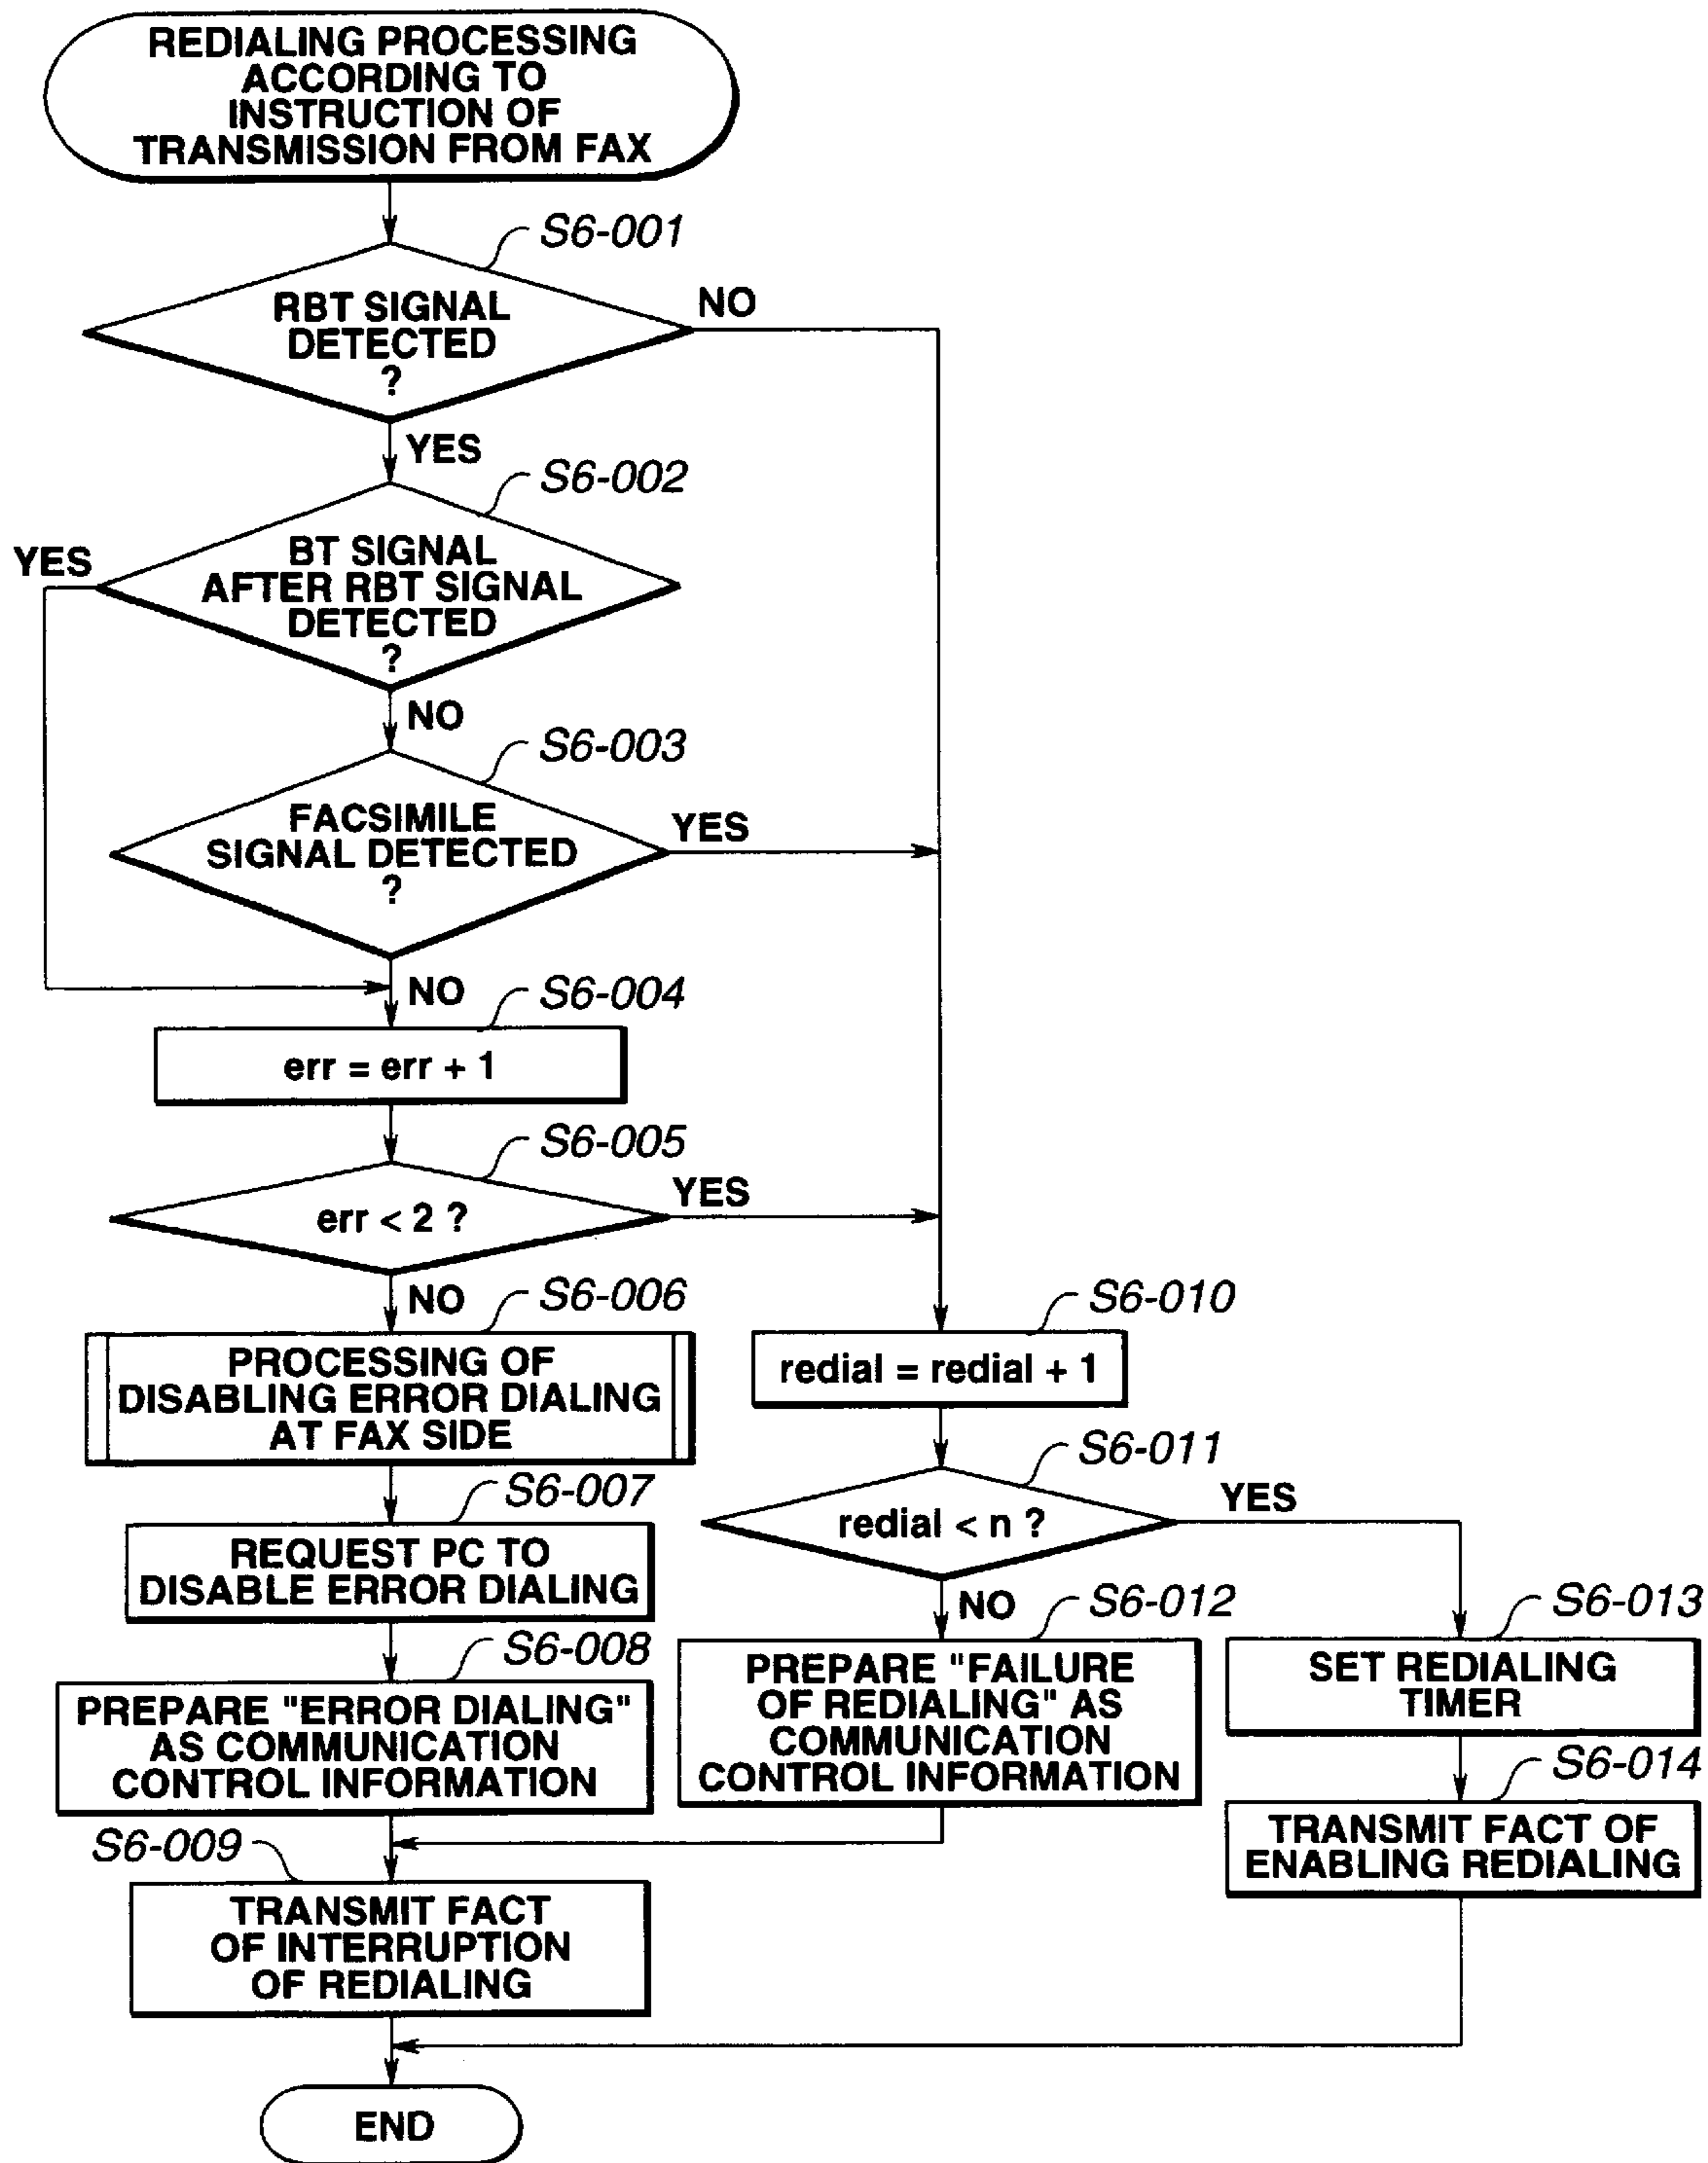 REDIALING PROCESSING
ACCORDING TO
INSTRUCTION OF
TRANSMISSION FROM FAX
S6-001
RBT SIGNAL
DETECTED
?
NO
YES
S6-002
BT SIGNAL
AFTER RBT SIGNAL
DETECTED
?
YES
NO
S6-003
FACSIMILE
SIGNAL DETECTED
?
YES
NO
S6-004
err = err + 1
S6-005
err < 2 ?
YES
NO
S6-006
PROCESSING OF
DISABLING ERROR DIALING
AT FAX SIDE
S6-007
REQUEST PC TO
DISABLE ERROR DIALING
S6-008
PREPARE "ERROR DIALING"
AS COMMUNICATION
CONTROL INFORMATION
S6-009
TRANSMIT FACT
OF INTERRUPTION
OF REDIALING
S6-010
redial = redial + 1
S6-011
redial < n ?
YES
NO
S6-012
PREPARE "FAILURE
OF REDIALING" AS
COMMUNICATION
CONTROL INFORMATION
S6-013
SET REDIALING
TIMER
S6-014
TRANSMIT FACT OF
ENABLING REDIALING
END